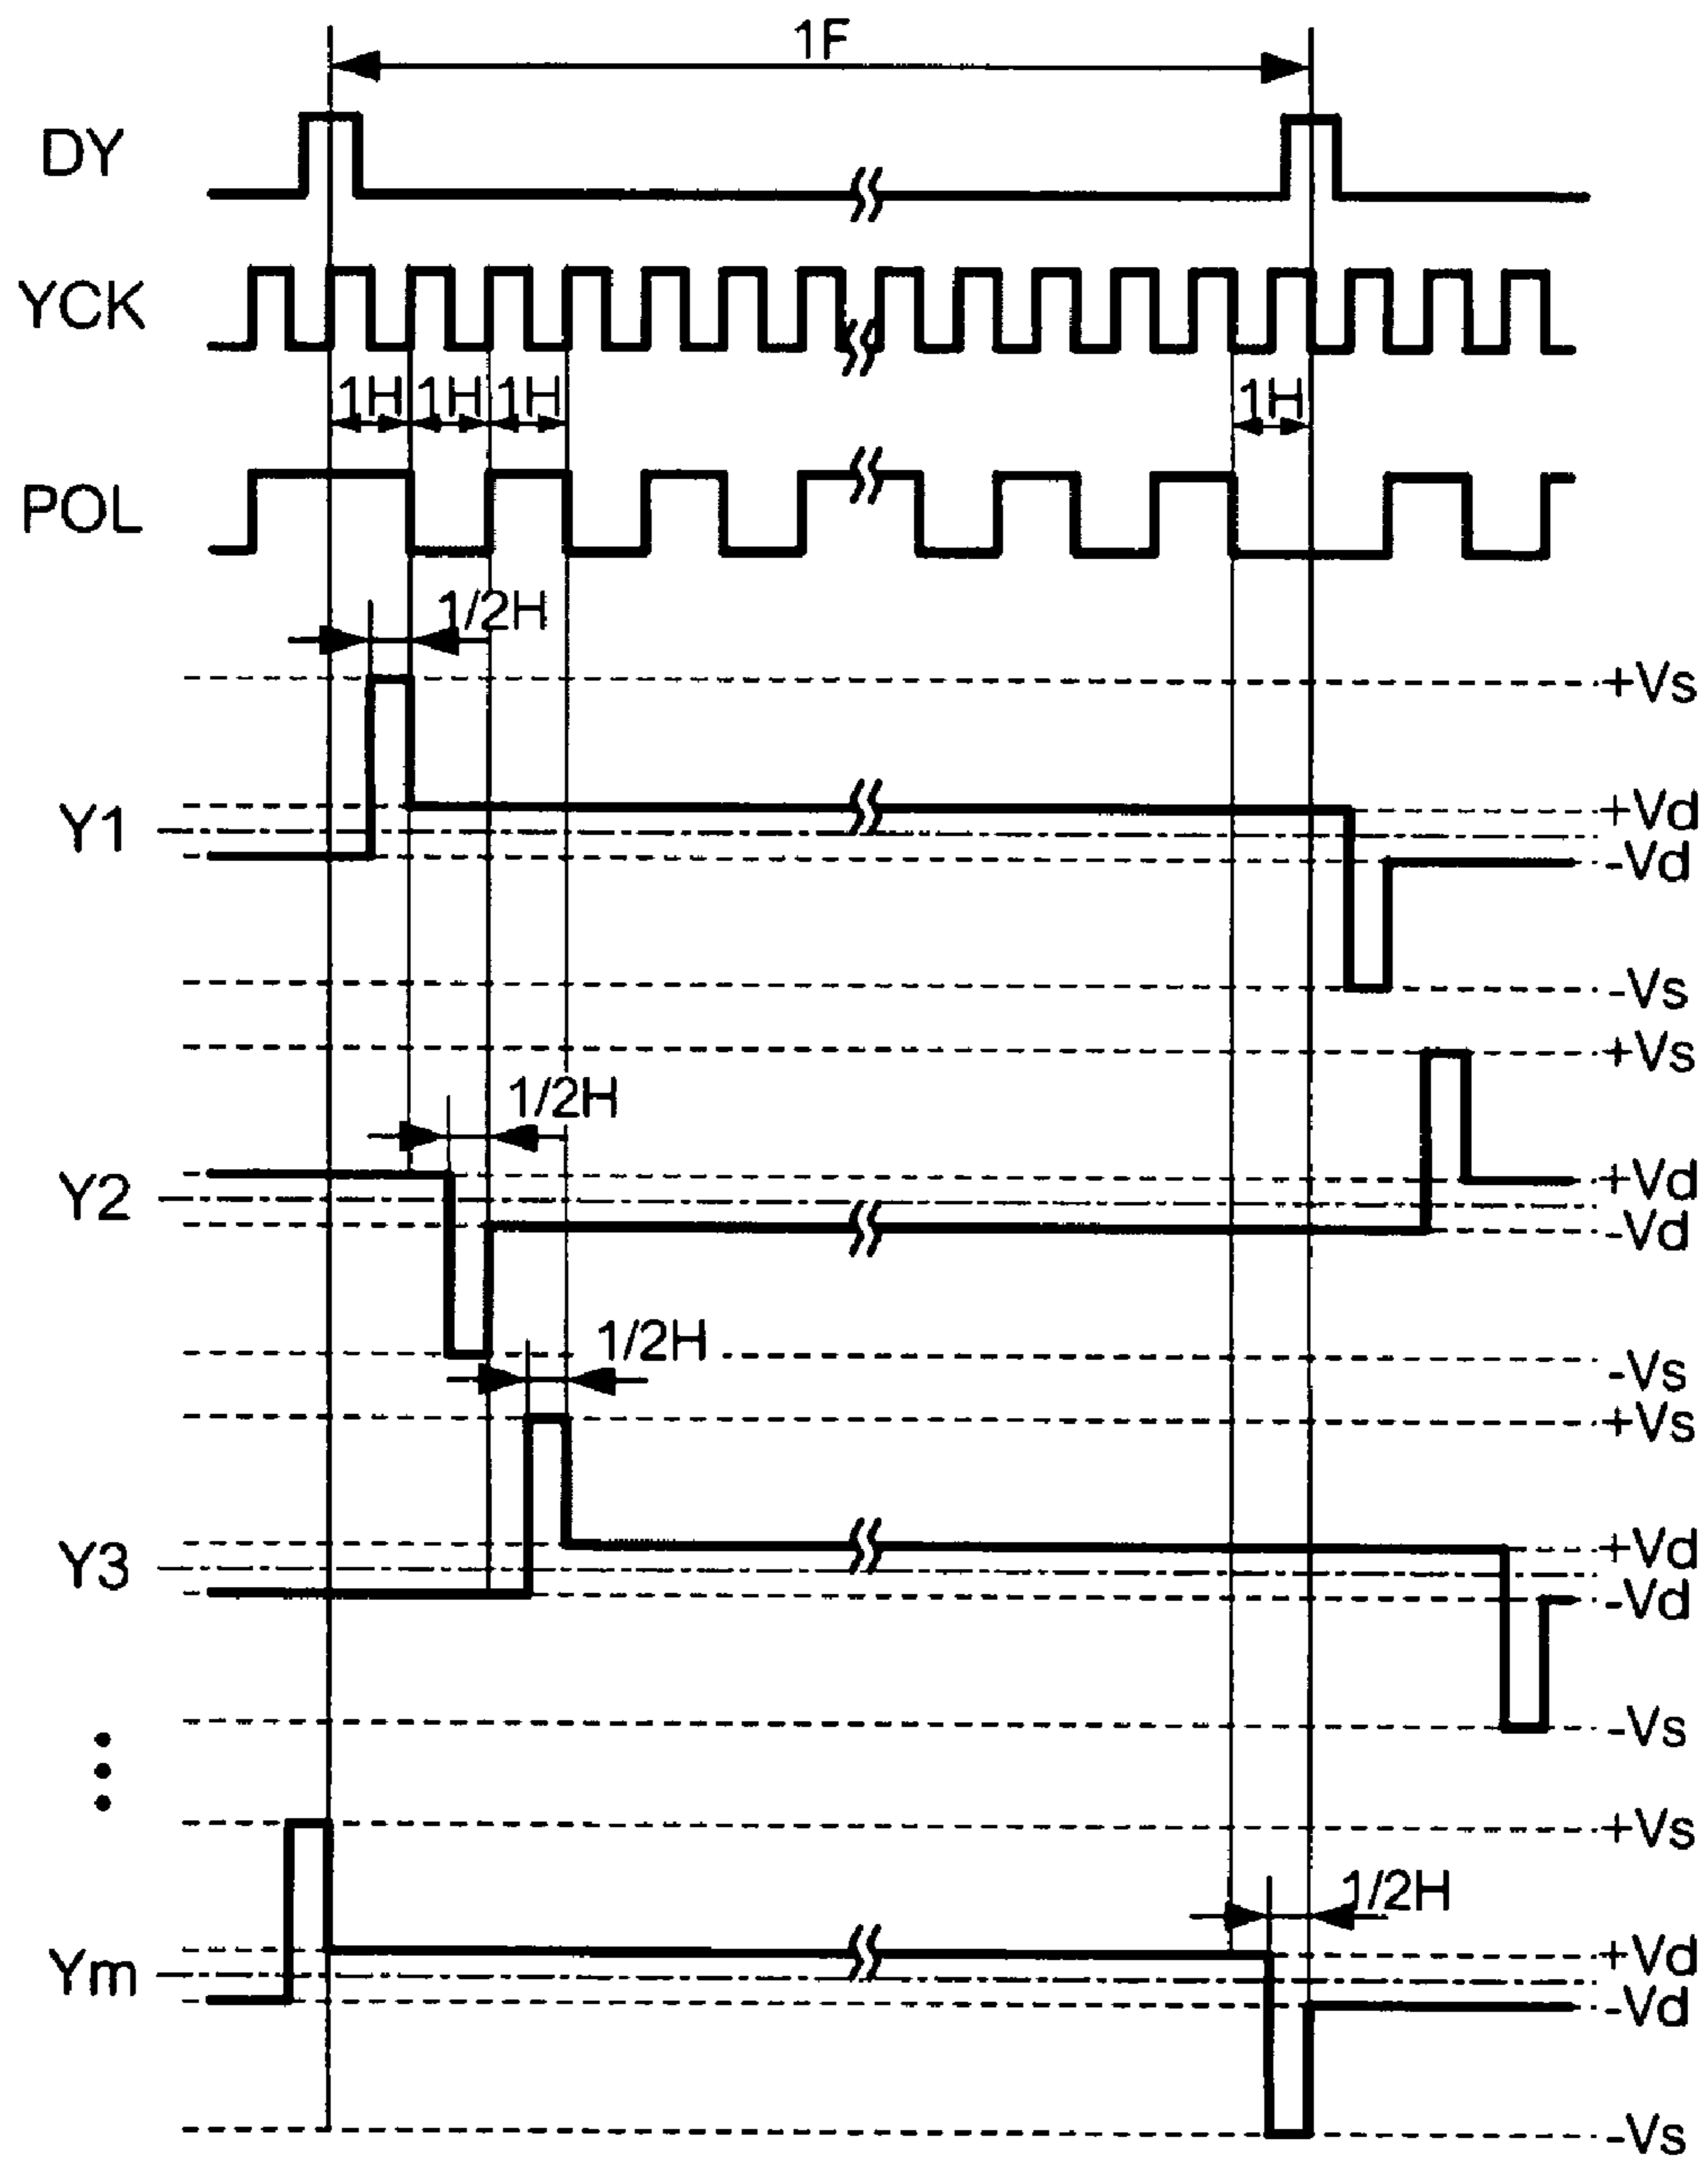 1F
DY
YCK
1H 1H 1H 1H
POL
1/2H
+Vs
Y1
+Vd
-Vd
-Vs
+Vs
1/2H
Y2
+Vd
-Vd
1/2H
-Vs
+Vs
Y3
+Vd
-Vd
-Vs
+Vs
1/2H
Ym
+Vd
-Vd
-Vs